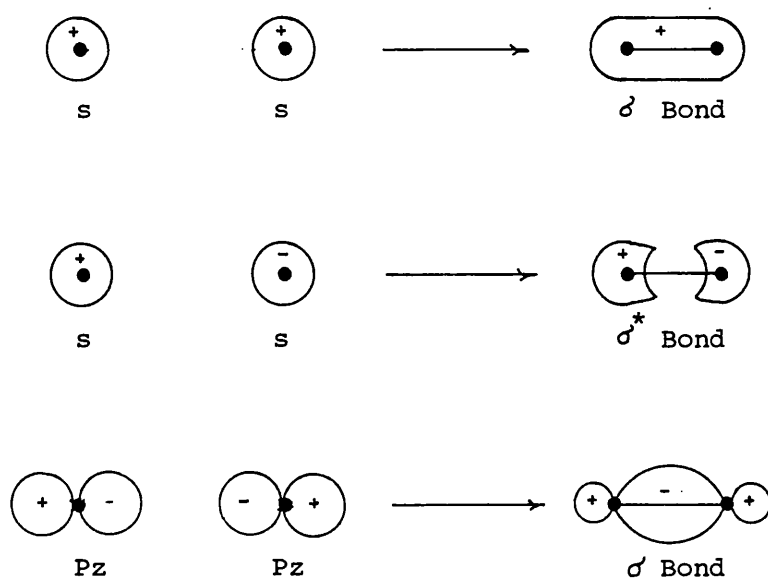 + + +
s s σ Bond
+ - + -
s s σ* Bond
+ - - + + - +
Pz Pz σ Bond